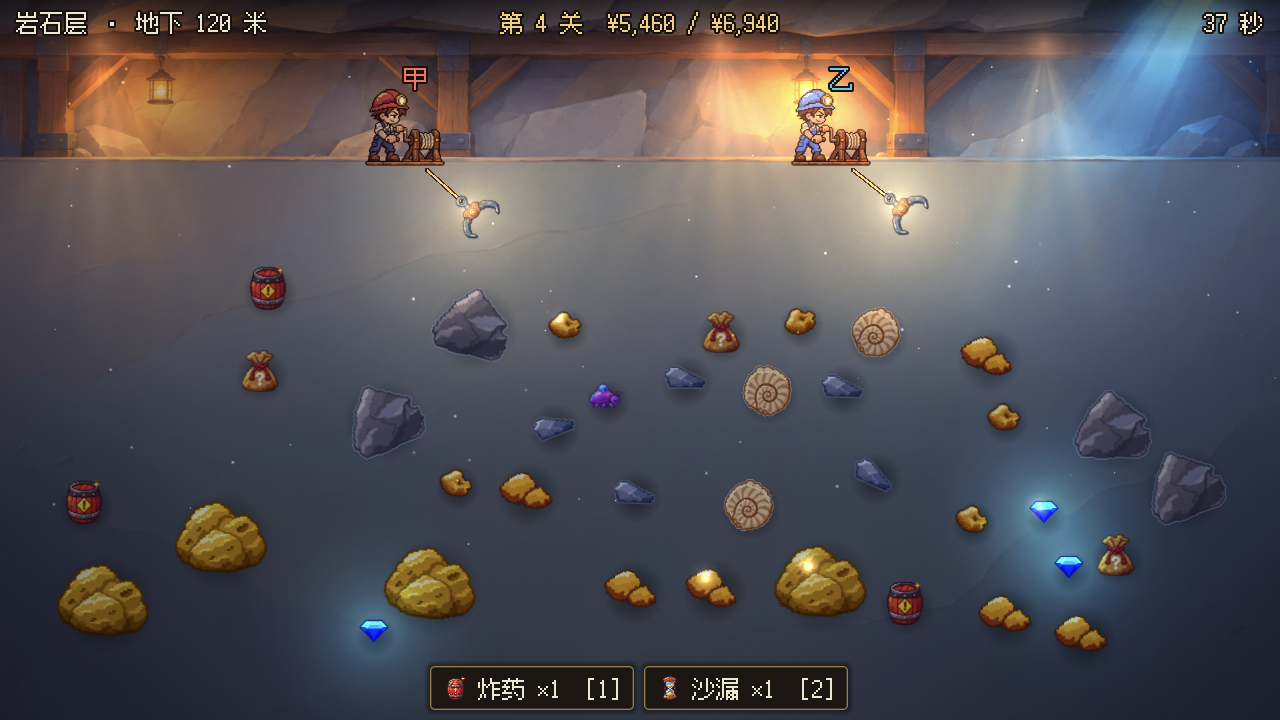 岩石层 · 地下 120 米
第 4 关 ¥5,460 / ¥6,940
37 秒
甲
乙
?
?
?
炸药 ×1 [1]
沙漏 ×1 [2]